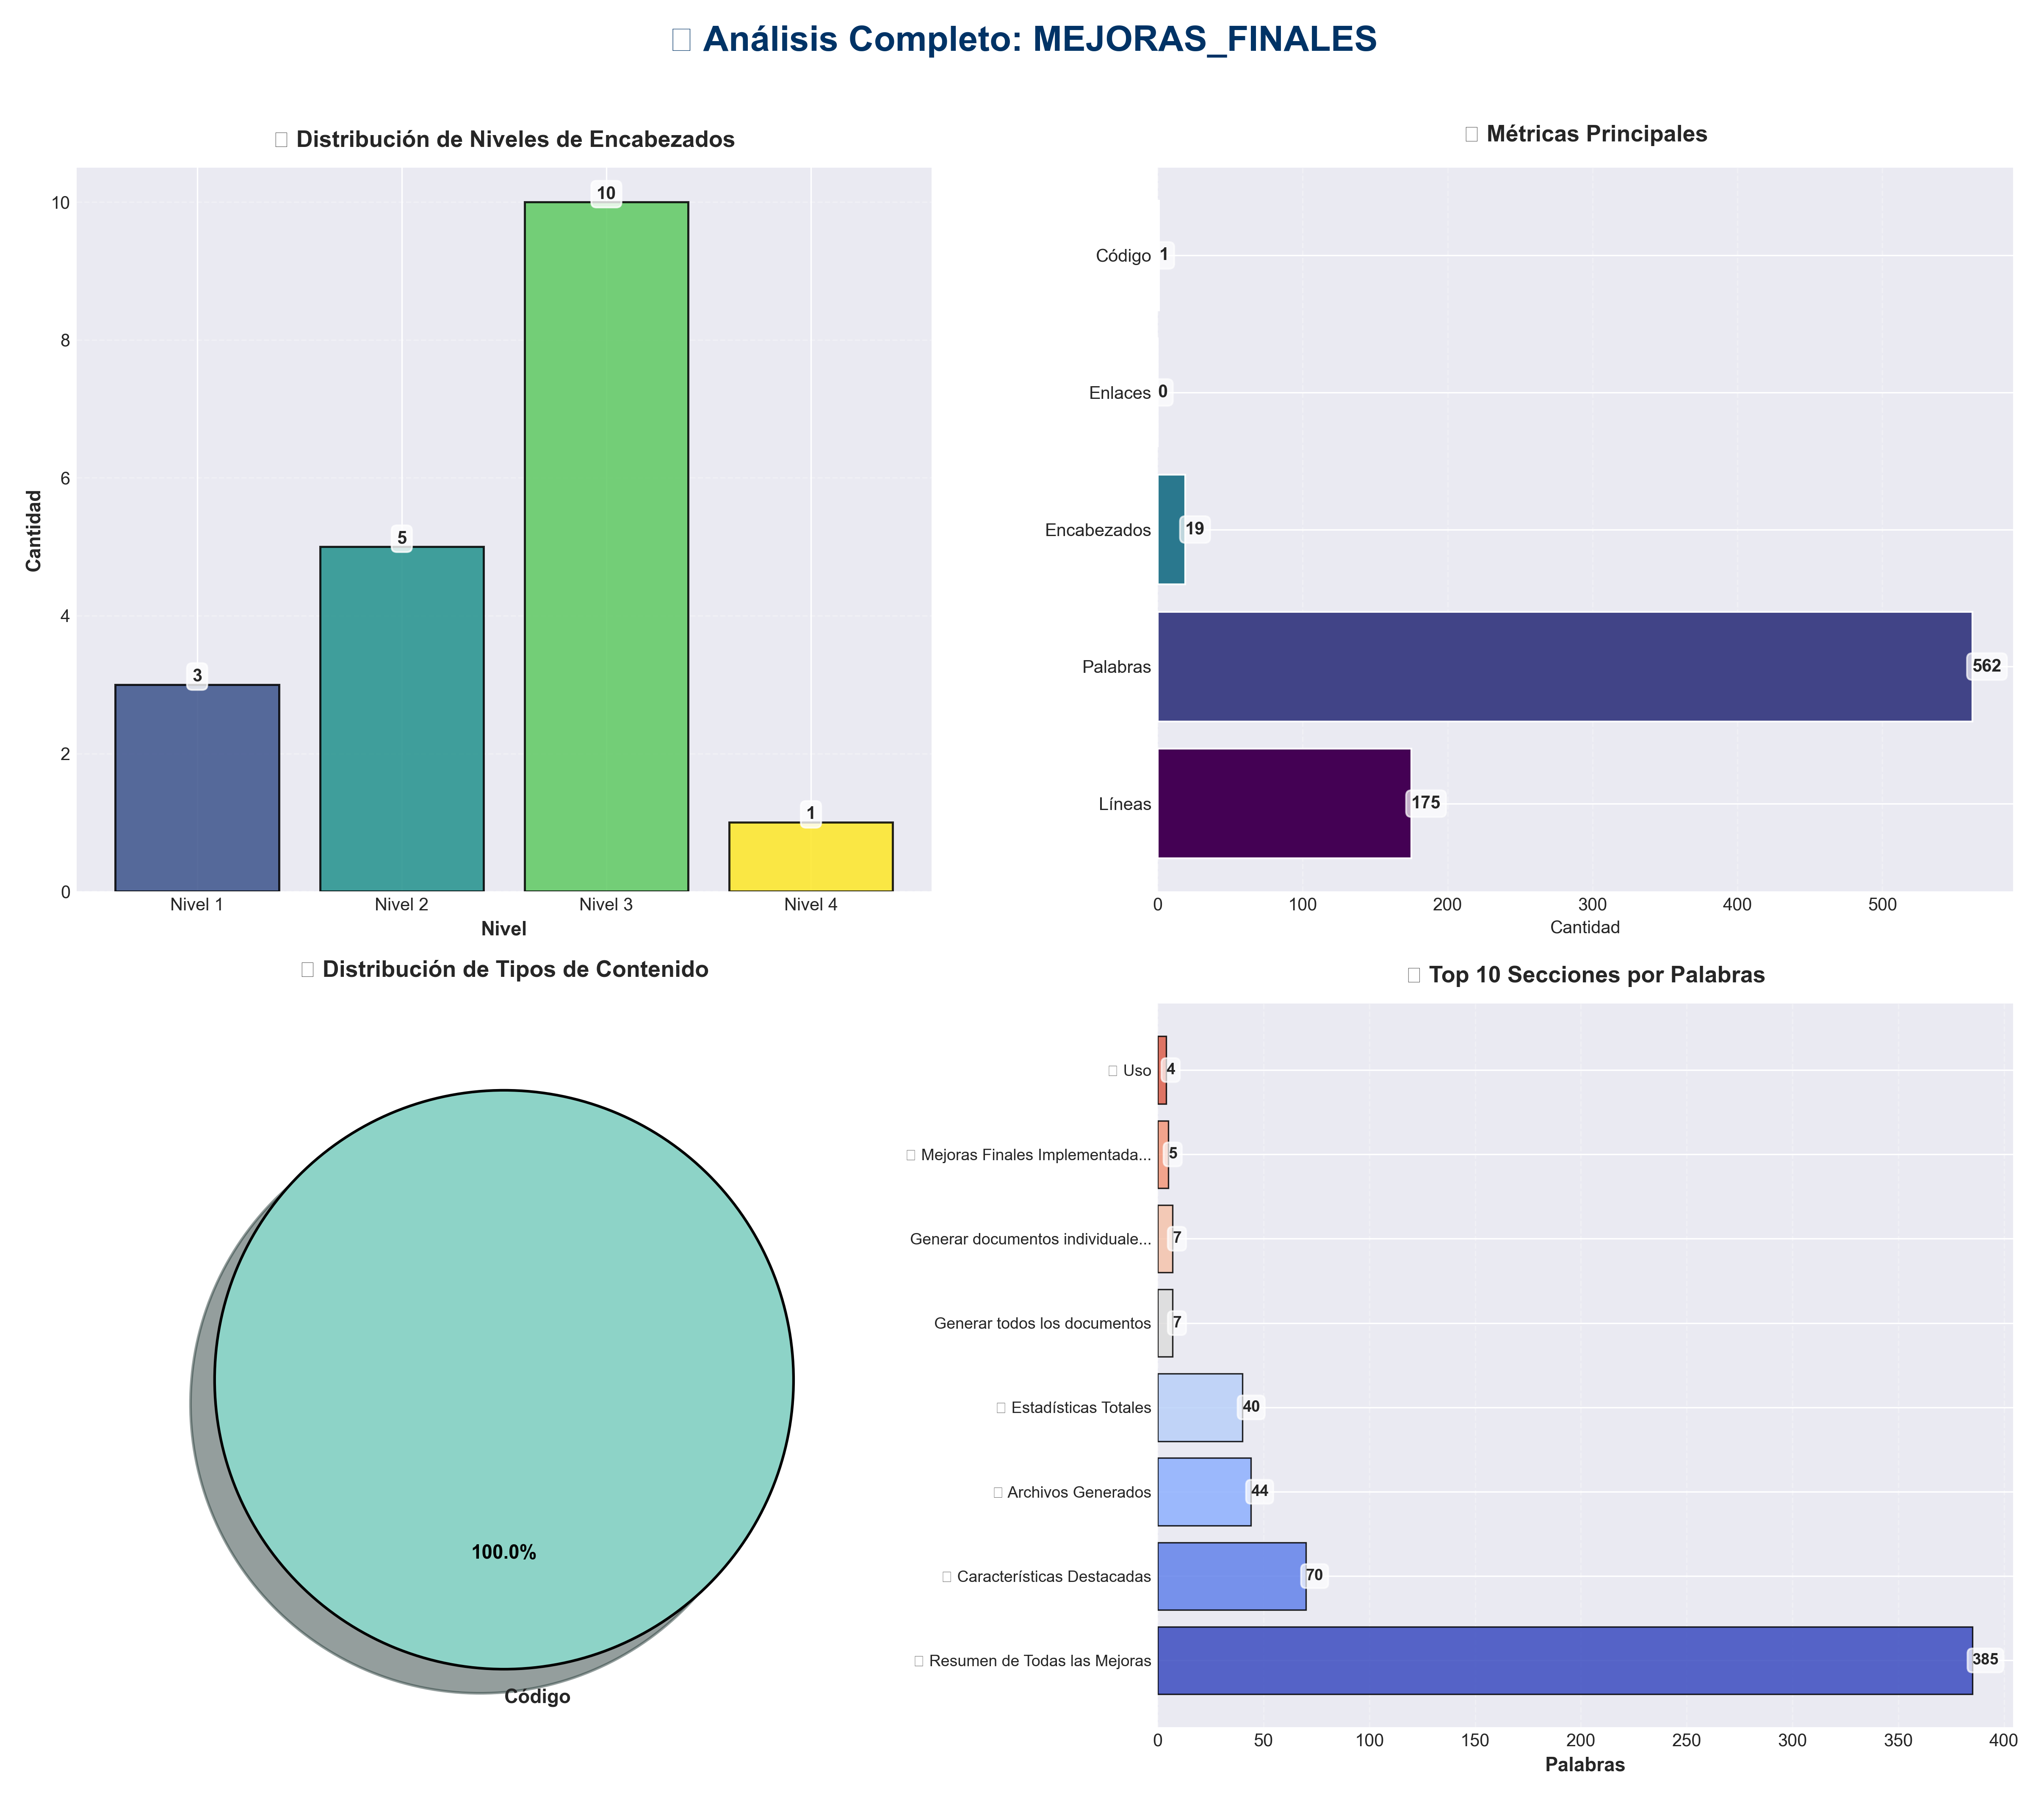 Análisis Completo: MEJORAS_FINALES
Distribución de Niveles de Encabezados
Cantidad
10
8
6
4
2
0
3
5
10
1
Nivel 1 Nivel 2 Nivel 3 Nivel 4
Nivel
Métricas Principales
Código 1
Enlaces 0
Encabezados 19
Palabras 562
Líneas 175
0 100 200 300 400 500
Cantidad
Distribución de Tipos de Contenido
100.0%
Código
Top 10 Secciones por Palabras
Uso 4
Mejoras Finales Implementada... 5
Generar documentos individuale... 7
Generar todos los documentos 7
Estadísticas Totales 40
Archivos Generados 44
Características Destacadas 70
Resumen de Todas las Mejoras 385
0 50 100 150 200 250 300 350 400
Palabras